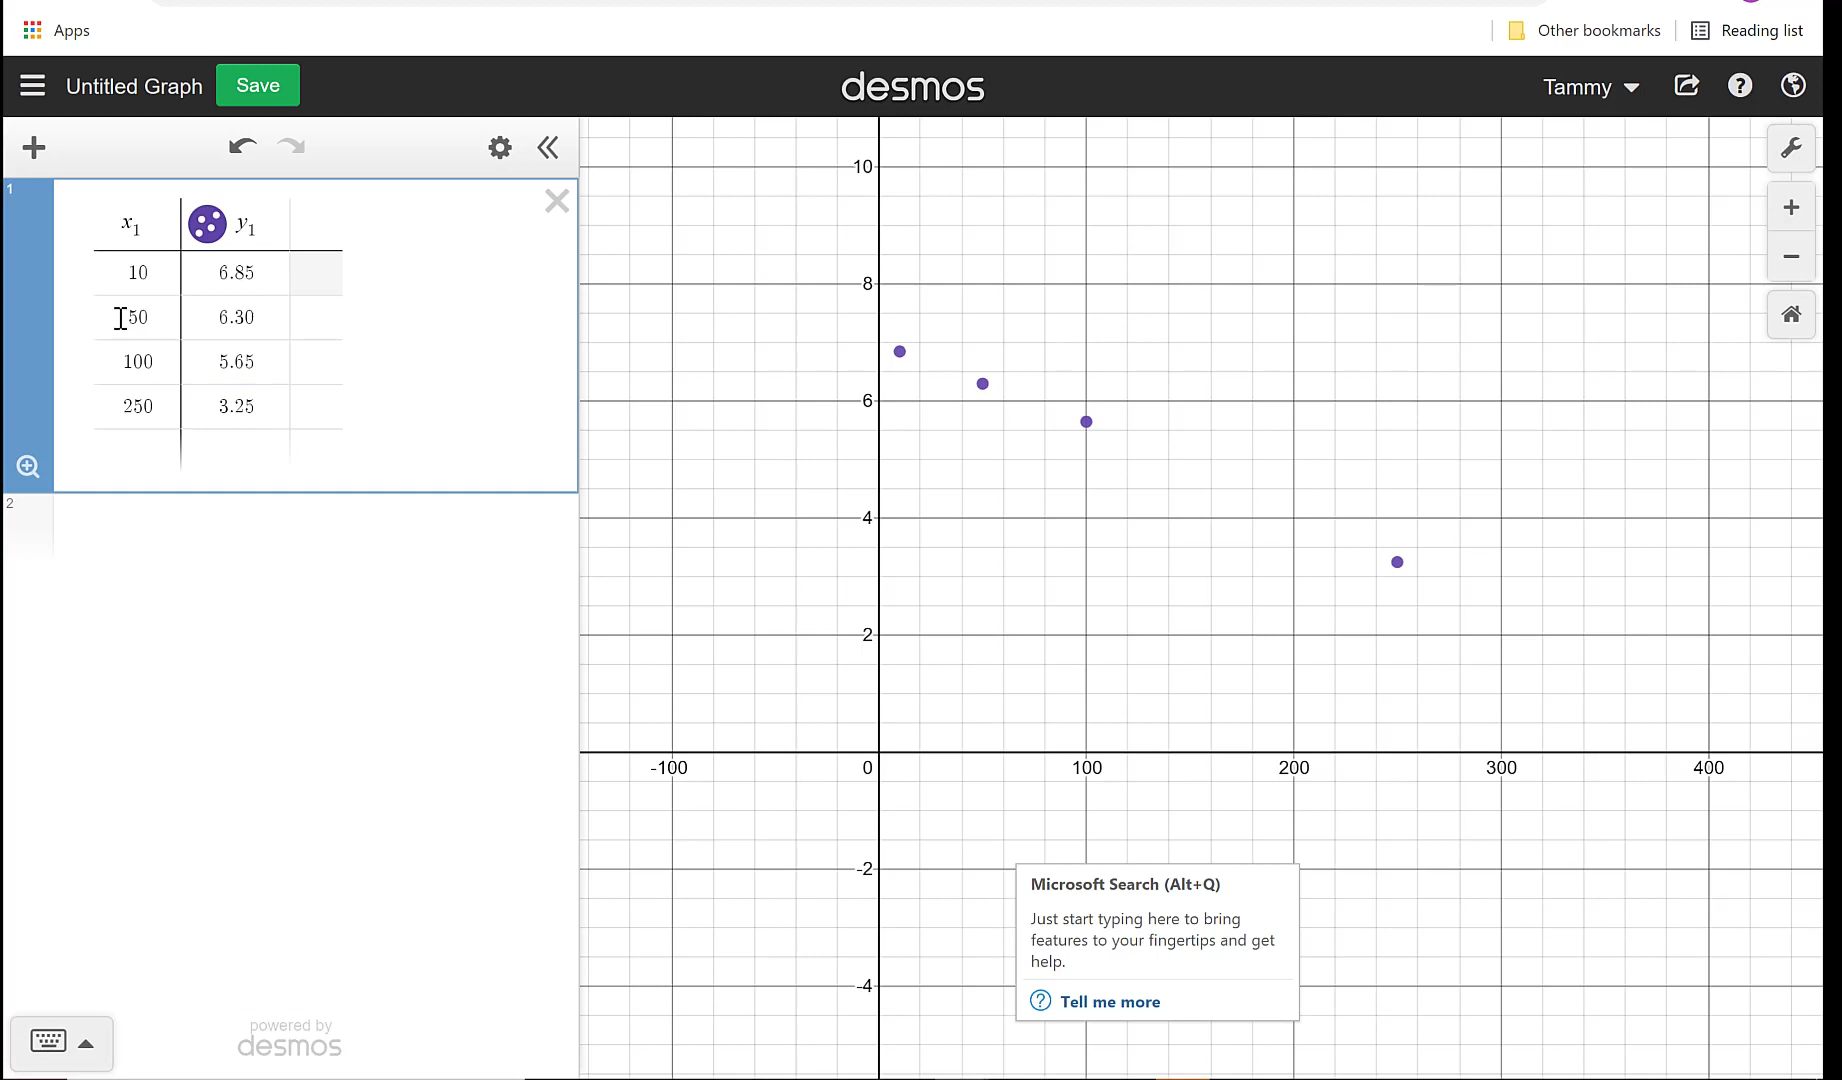 Apps
Other bookmarks
Reading list
Untitled Graph
Save
desmos
Tammy
1
x1 y1
10 6.85
50 6.30
100 5.65
250 3.25
2
10
8
6
4
2
-100 0 100 200 300 400
-2
-4
Microsoft Search (Alt+Q)
Just start typing here to bring
features to your fingertips and get
help.
Tell me more
powered by
desmos